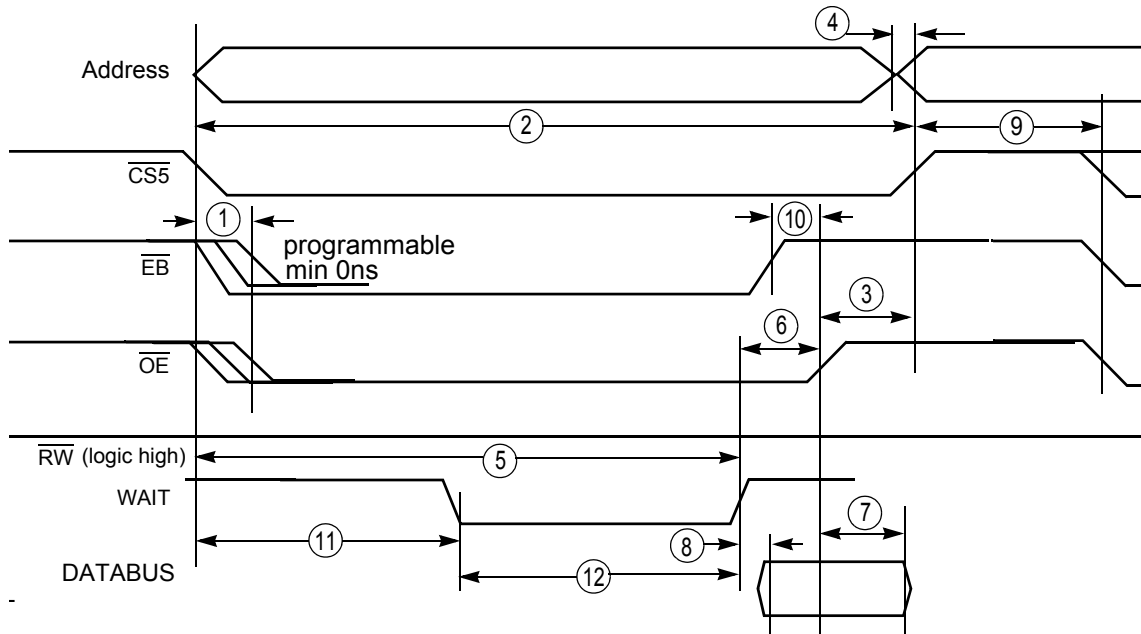 4
Address
2
9
CS5
1
10
programmable
min 0ns
EB
3
6
OE
RW (logic high)
5
WAIT
7
11
8
12
DATABUS